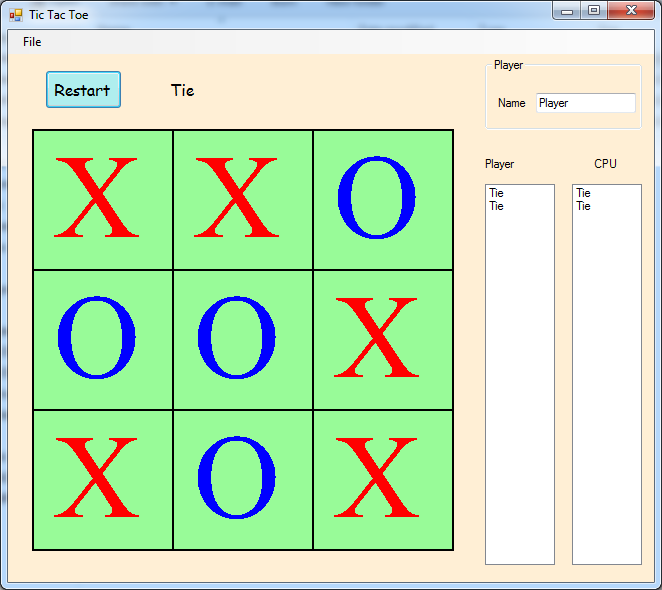 Tic Tac Toe
File
Restart
Tie
Player
Name
Player
X X O
O O X
X O X
Player
CPU
Tie
Tie
Tie
Tie